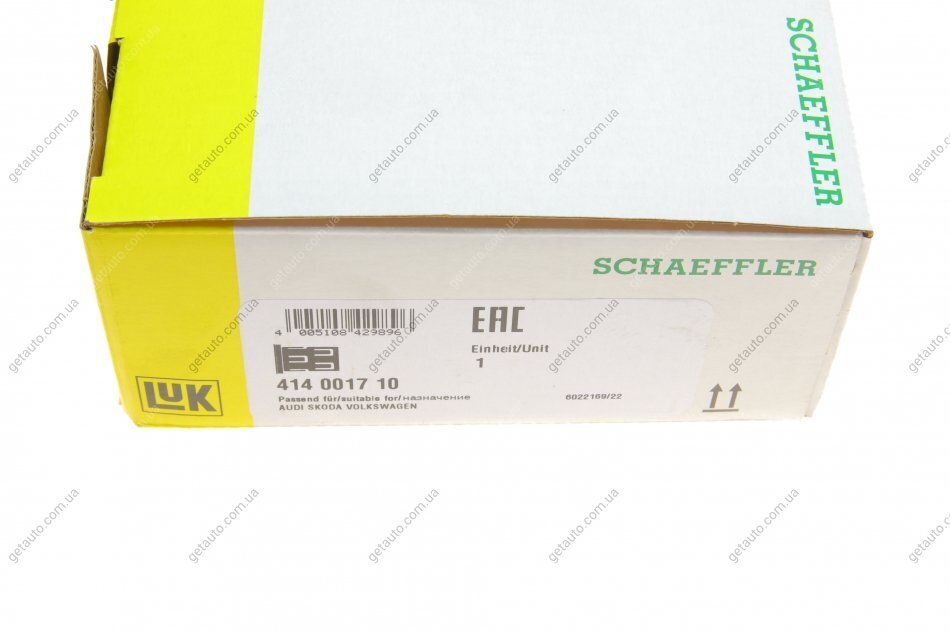 SCHAEFFLER
SCHAEFFLER
4 005108 429896
EAC
Einheit/Unit
1
414 0017 10
Passend für/suitable for/назначение
AUDI SKODA VOLKSWAGEN
6022169/22
LUK
getauto.com.ua